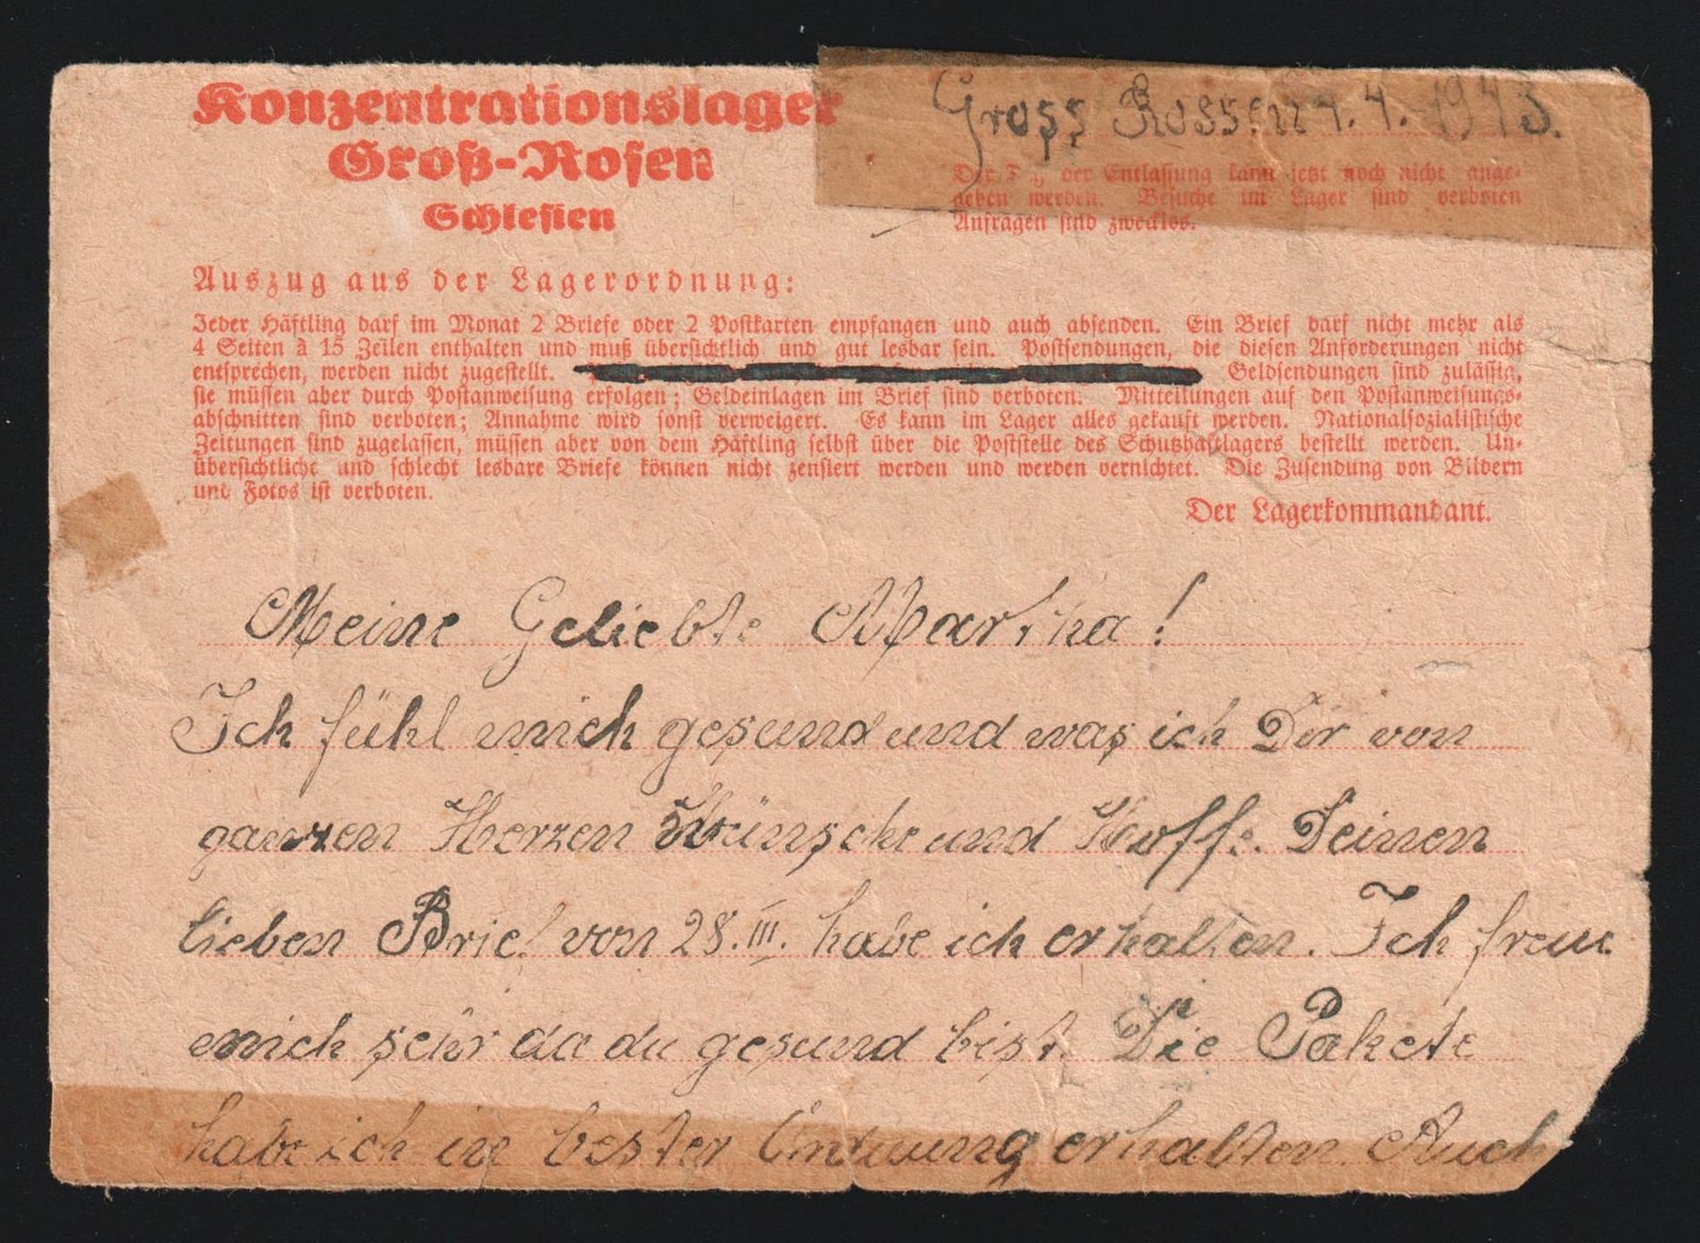 Konzentrationslager
Groß-Rosen
Schlesien
Gross Rossen 4. 4. 1943.
Der Tag der Entlassung kann jetzt noch nicht ange-
geben werden. Besuche im Lager sind verboten
Anfragen sind zwecklos.
Auszug aus der Lagerordnung:
Jeder Häftling darf im Monat 2 Briefe oder 2 Postkarten empfangen und auch absenden. Ein Brief darf nicht mehr als
4 Seiten à 15 Zeilen enthalten und muß übersichtlich und gut lesbar sein. Postsendungen, die diesen Anforderungen nicht
entsprechen, werden nicht zugestellt. Geldsendungen sind zulässig,
sie müssen aber durch Postanweisung erfolgen; Geldeinlagen im Brief sind verboten. Mitteilungen auf den Postanweisungs-
abschnitten sind verboten; Annahme wird sonst verweigert. Es kann im Lager alles gekauft werden. Nationalsozialistische
Zeitungen sind zugelassen, müssen aber von dem Häftling selbst über die Poststelle des Schutzhaftlagers bestellt werden. Un-
übersichtliche und schlecht lesbare Briefe können nicht zensiert werden und werden vernichtet. Die Zusendung von Bildern
und Fotos ist verboten.
Der Lagerkommandant.
Meine Geliebte Martha!
Ich fühl mich gesund und was ich Dir von
ganzen Herzen Wünsche und Hoffe. Deinen
lieben Brief von 28. III. habe ich erhalten. Ich freue
mich sehr da du gesund bist. Die Pakete
habe ich in bester erhalten. Auch